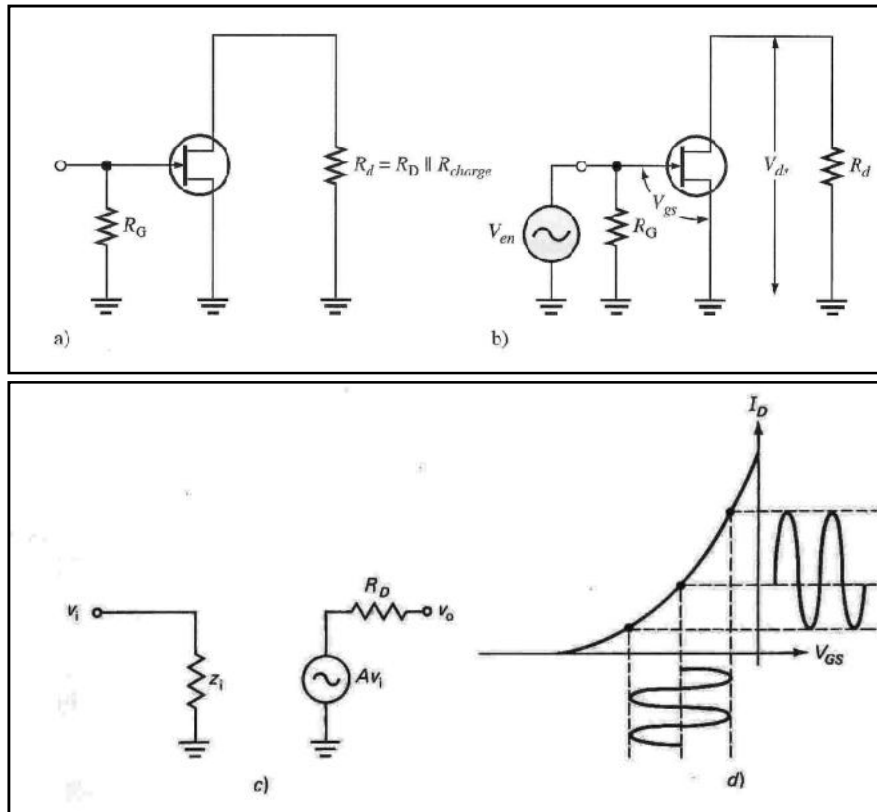 R_G
R_d = R_D || R_charge
a)
V_en
V_gs
R_G
V_ds
R_d
b)
v_i
z_i
R_D
v_o
Av_i
c)
I_D
V_GS
d)